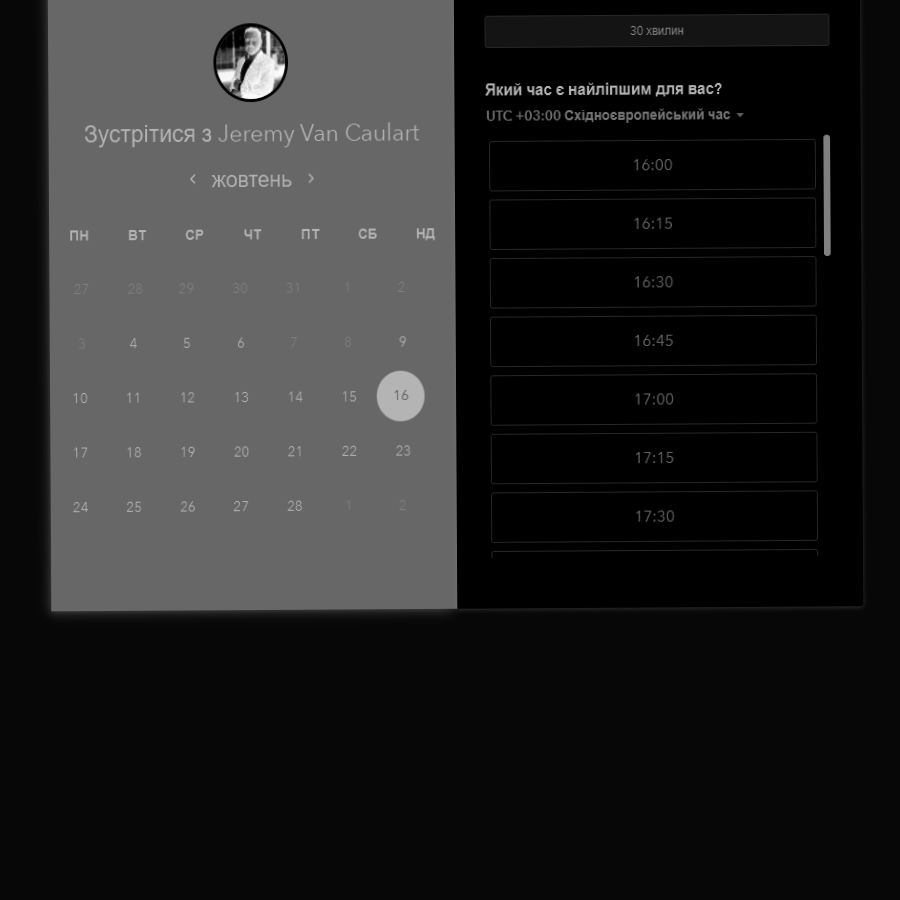 Зустрітися з Jeremy Van Caulart
жовтень
ПН ВТ СР ЧТ ПТ СБ НД
27 28 29 30 31 1 2
3 4 5 6 7 8 9
10 11 12 13 14 15 16
17 18 19 20 21 22 23
24 25 26 27 28 1 2
30 хвилин
Який час є найліпшим для вас?
UTC +03:00 Східноєвропейський час
16:00
16:15
16:30
16:45
17:00
17:15
17:30